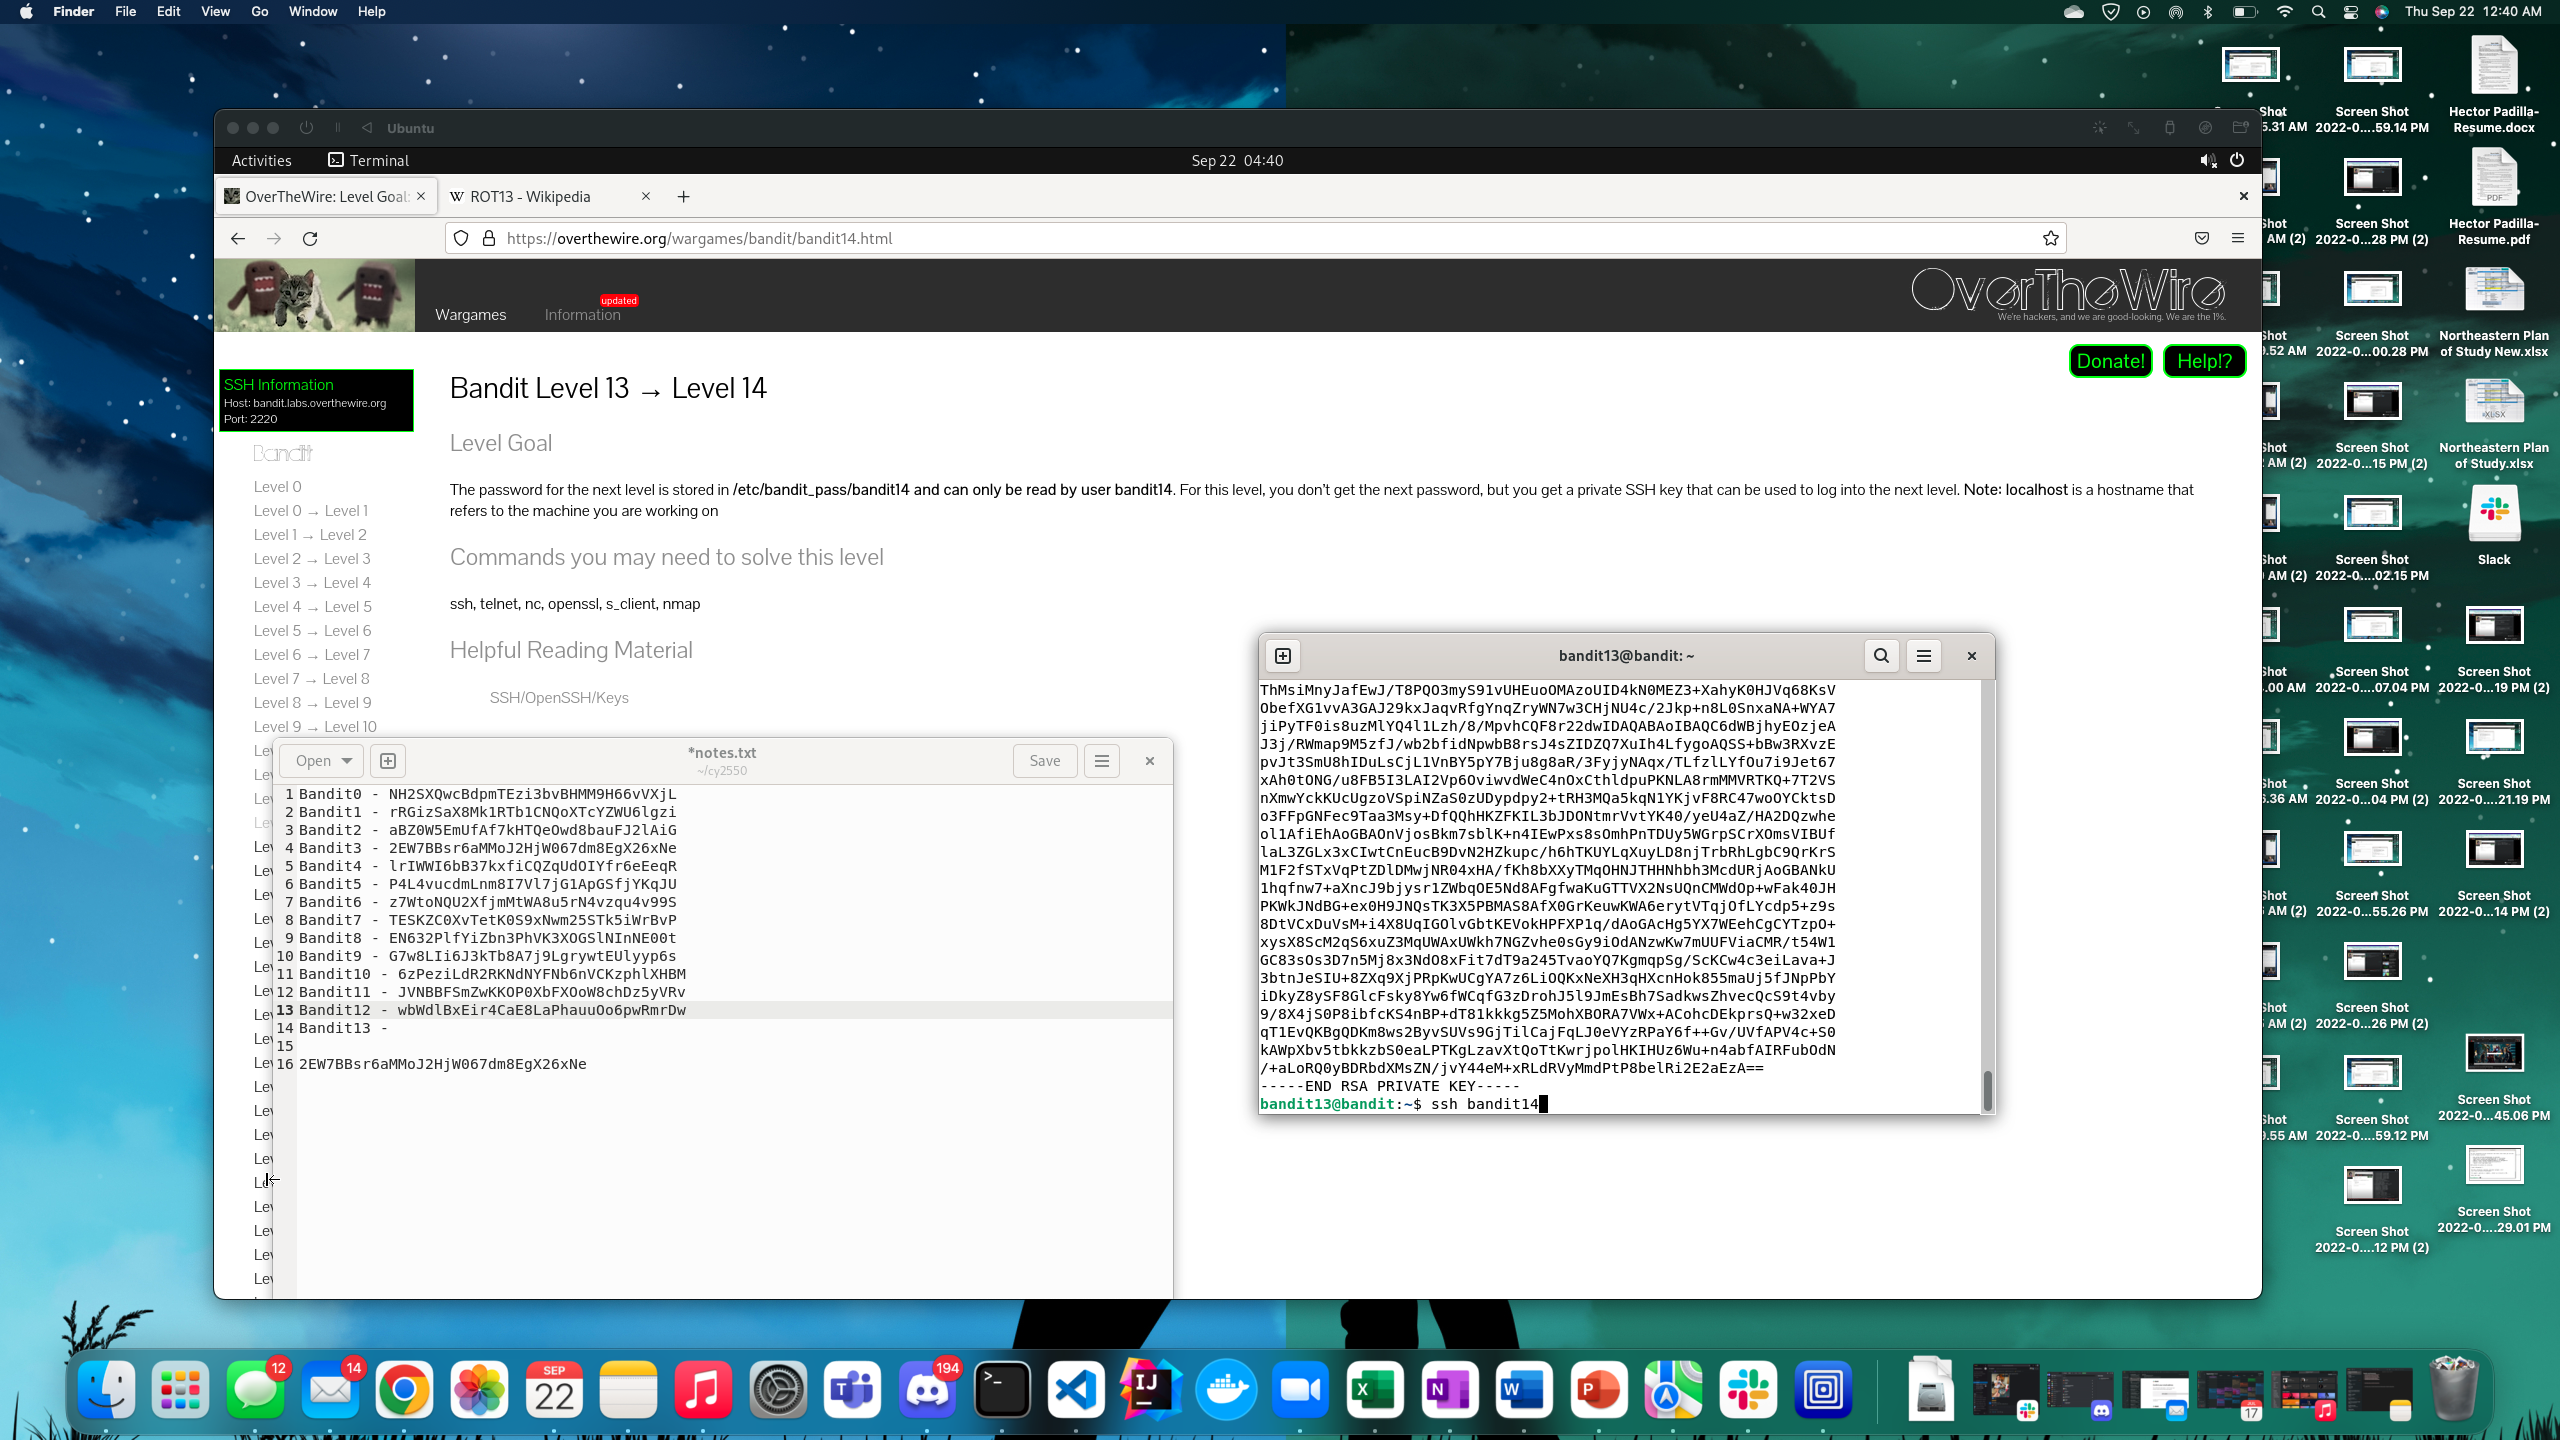 Finder File Edit View Go Window Help
Thu Sep 22 12:40 AM
Ubuntu
Activities
Terminal
Sep 22 04:40
OverTheWire: Level Goal:
W ROT13 - Wikipedia
https://overthewire.org/wargames/bandit/bandit14.html
Wargames
Information
updated
OverTheWire
We're hackers, and we are good-looking. We are the 1%.
Donate!
Help!?
SSH Information
Host: bandit.labs.overthewire.org
Port: 2220
Bandit
Level 0
Level 0 → Level 1
Level 1 → Level 2
Level 2 → Level 3
Level 3 → Level 4
Level 4 → Level 5
Level 5 → Level 6
Level 6 → Level 7
Level 7 → Level 8
Level 8 → Level 9
Level 9 → Level 10
Bandit Level 13 → Level 14
Level Goal
The password for the next level is stored in /etc/bandit_pass/bandit14 and can only be read by user bandit14. For this level, you don't get the next password, but you get a private SSH key that can be used to log into the next level. Note: localhost is a hostname that
refers to the machine you are working on
Commands you may need to solve this level
ssh, telnet, nc, openssl, s_client, nmap
Helpful Reading Material
SSH/OpenSSH/Keys
Open
*notes.txt
~/cy2550
Save
1 Bandit0 - NH2SXQwcBdpmTEzi3bvBHMM9H66vVXjL
2 Bandit1 - rRGizSaX8Mk1RTb1CNQoXTcYZWU6lgzi
3 Bandit2 - aBZ0W5EmUfAf7kHTQeOwd8bauFJ2lAiG
4 Bandit3 - 2EW7BBsr6aMMoJ2HjW067dm8EgX26xNe
5 Bandit4 - lrIWWI6bB37kxfiCQZqUdOIYfr6eEeqR
6 Bandit5 - P4L4vucdmLnm8I7Vl7jG1ApGSfjYKqJU
7 Bandit6 - z7WtoNQU2XfjmMtWA8u5rN4vzqu4v99S
8 Bandit7 - TESKZC0XvTetK0S9xNwm25STk5iWrBvP
9 Bandit8 - EN632PlfYiZbn3PhVK3XOGSlNInNE00t
10 Bandit9 - G7w8LIi6J3kTb8A7j9LgrywtEUlyyp6s
11 Bandit10 - 6zPeziLdR2RKNdNYFNb6nVCKzphlXHBM
12 Bandit11 - JVNBBFSmZwKKOP0XbFXOoW8chDz5yVRv
13 Bandit12 - wbWdlBxEir4CaE8LaPhauuOo6pwRmrDw
14 Bandit13 -
15
16 2EW7BBsr6aMMoJ2HjW067dm8EgX26xNe
bandit13@bandit: ~
ThMsiMnyJafEwJ/T8PQO3myS91vUHEuoOMAzoUID4kN0MEZ3+XahyK0HJVq68KsV
ObefXG1vvA3GAJ29kxJaqvRfgYnqZryWN7w3CHjNU4c/2Jkp+n8L0SnxaNA+WYA7
jiPyTF0is8uzMlYQ4l1Lzh/8/MpvhCQF8r22dwIDAQABAoIBAQC6dWBjhyEOzjeA
J3j/RWmap9M5zfJ/wb2bfidNpwbB8rsJ4sZIDZQ7XuIh4LfygoAQSS+bBw3RXvzE
pvJt3SmU8hIDuLsCjL1VnBY5pY7Bju8g8aR/3FyjyNAqx/TLfzlLYfOu7i9Jet67
xAh0tONG/u8FB5I3LAI2Vp6OviwvdWeC4nOxCthldpuPKNLA8rmMMVRTKQ+7T2VS
nXmwYckKUcUgzoVSpiNZaS0zUDypdpy2+tRH3MQa5kqN1YKjvF8RC47woOYCktsD
o3FFpGNFec9Taa3Msy+DfQQhHKZFKIL3bJDONtmrVvtYK40/yeU4aZ/HA2DQzwhe
ol1AfiEhAoGBAOnVjosBkm7sblK+n4IEwPxs8sOmhPnTDUy5WGrpSCrXOmsVIBUf
laL3ZGLx3xCIwtCnEucB9DvN2HZkupc/h6hTKUYLqXuyLD8njTrbRhLgbC9QrKrS
M1F2fSTxVqPtZDlDMwjNR04xHA/fKh8bXXyTMqOHNJTHHNhbh3McdURjAoGBANkU
1hqfnw7+aXncJ9bjysr1ZWbqOE5Nd8AFgfwaKuGTTVX2NsUQnCMWdOp+wFak40JH
PKWkJNdBG+ex0H9JNQsTK3X5PBMAS8AfX0GrKeuwKWA6erytVTqjOfLYcdp5+z9s
8DtVCxDuVsM+i4X8UqIGOlvGbtKEVokHPFXP1q/dAoGAcHg5YX7WEehCgCYTzpO+
xysX8ScM2qS6xuZ3MqUWAxUWkh7NGZvhe0sGy9iOdANzwKw7mUUFViaCMR/t54W1
GC83sOs3D7n5Mj8x3NdO8xFit7dT9a245TvaoYQ7KgmqpSg/ScKCw4c3eiLava+J
3btnJeSIU+8ZXq9XjPRpKwUCgYA7z6LiOQKxNeXH3qHXcnHok855maUj5fJNpPbY
iDkyZ8ySF8GlcFsky8Yw6fWCqfG3zDrohJ5l9JmEsBh7SadkwsZhvecQcS9t4vby
9/8X4jS0P8ibfcKS4nBP+dT81kkkg5Z5MohXBORA7VWx+ACohcDEkprsQ+w32xeD
qT1EvQKBgQDKm8ws2ByvSUVs9GjTilCajFqLJ0eVYzRPaY6f++Gv/UVfAPV4c+S0
kAWpXbv5tbkkzbS0eaLPTKgLzavXtQoTtKwrjpolHKIHUz6Wu+n4abfAIRFubOdN
/+aLoRQ0yBDRbdXMsZN/jvY44eM+xRLdRVyMmdPtP8belRi2E2aEzA==
-----END RSA PRIVATE KEY-----
bandit13@bandit:~$ ssh bandit14
Screen Shot
2022-0....59.14 PM
Hector Padilla-
Resume.docx
Screen Shot
2022-0...28 PM (2)
Hector Padilla-
Resume.pdf
PDF
Screen Shot
2022-0...00.28 PM
Northeastern Plan
of Study New.xlsx
Screen Shot
2022-0...15 PM (2)
XLSX
Northeastern Plan
of Study.xlsx
Screen Shot
2022-0....02.15 PM
Slack
Screen Shot
2022-0....07.04 PM
Screen Shot
2022-0...19 PM (2)
Screen Shot
2022-0...04 PM (2)
Screen Shot
2022-0....21.19 PM
Screen Shot
2022-0...55.26 PM
Screen Shot
2022-0...14 PM (2)
Screen Shot
2022-0...26 PM (2)
Screen Shot
2022-0...45.06 PM
Screen Shot
2022-0....59.12 PM
Screen Shot
2022-0....29.01 PM
Screen Shot
2022-0....12 PM (2)
12
14
SEP
22
194
IJ
17